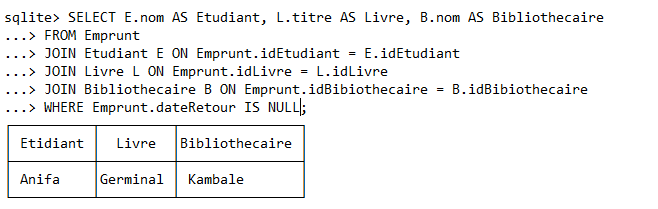 sqlite> SELECT E.nom AS Etudiant, L.titre AS Livre, B.nom AS Bibliothecaire
...> FROM Emprunt
...> JOIN Etudiant E ON Emprunt.idEtudiant = E.idEtudiant
...> JOIN Livre L ON Emprunt.idLivre = L.idLivre
...> JOIN Bibliothecaire B ON Emprunt.idBibiothecaire = B.idBibiothecaire
...> WHERE Emprunt.dateRetour IS NULL;
Etidiant Livre Bibliothecaire
Anifa Germinal Kambale